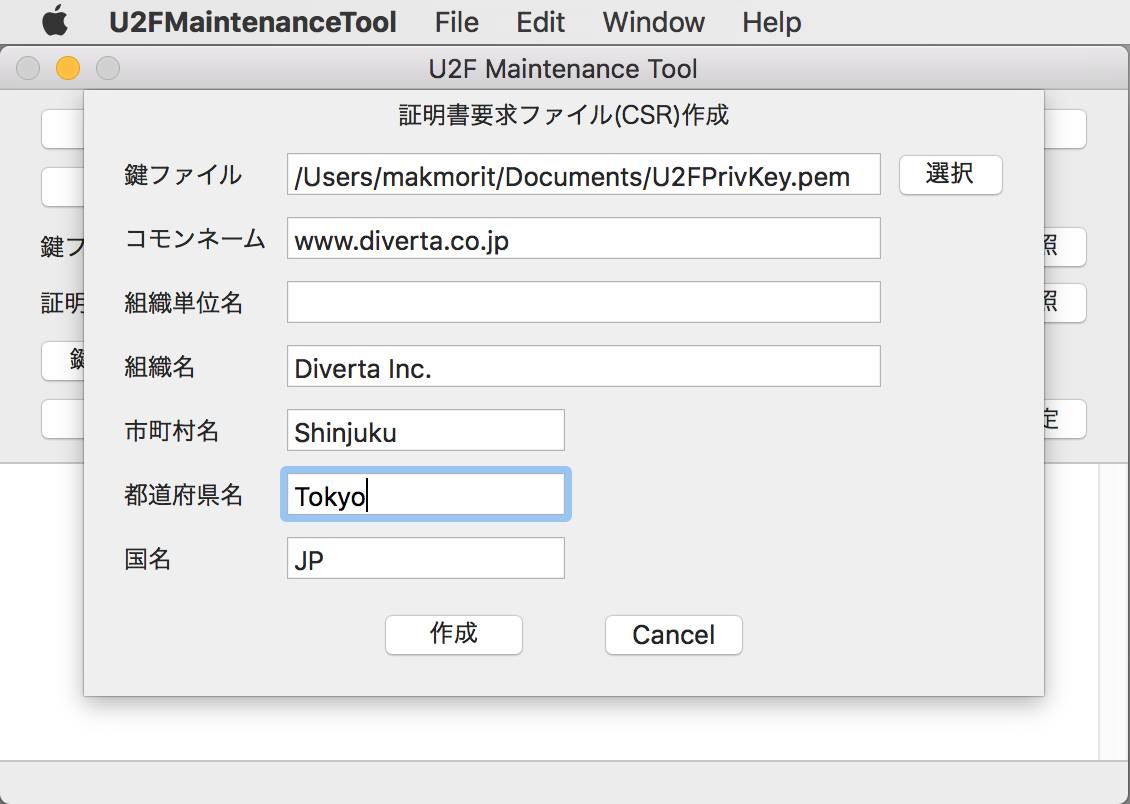 U2FMaintenanceTool File Edit Window Help
U2F Maintenance Tool
証明書要求ファイル(CSR)作成
鍵ファイル /Users/makmorit/Documents/U2FPrivKey.pem 選択
コモンネーム www.diverta.co.jp
鍵フ 照
組織単位名
証明 照
組織名 Diverta Inc.
鍵
市町村名 Shinjuku
定
都道府県名 Tokyo
国名 JP
作成 Cancel